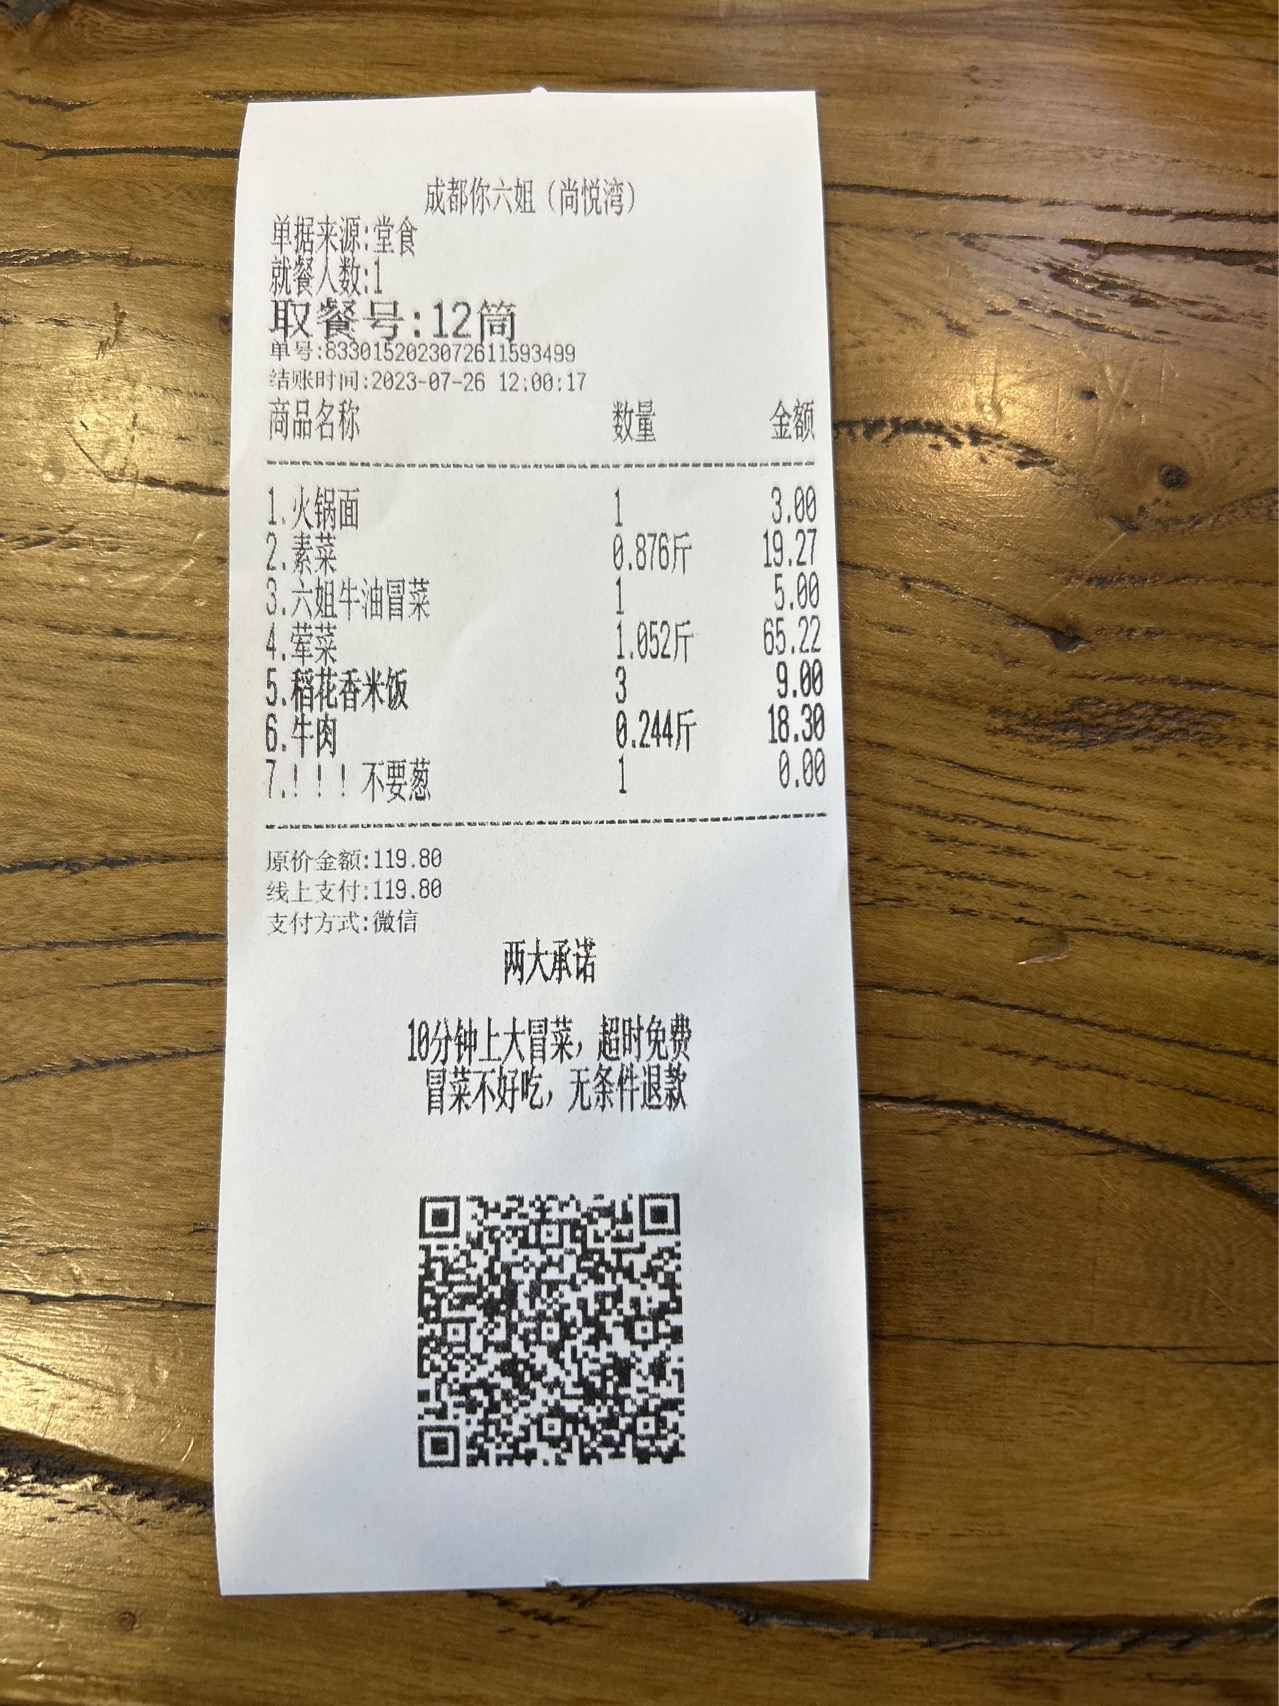 成都你六姐（尚悦湾）
单据来源:堂食
就餐人数:1
取餐号:12筒
单号:8330152023072611593499
结账时间:2023-07-26 12:00:17
商品名称 数量 金额
1.火锅面 1 3.00
2.素菜 0.876斤 19.27
3.六姐牛油冒菜 1 5.00
4.荤菜 1.052斤 65.22
5.稻花香米饭 3 9.00
6.牛肉 0.244斤 18.30
7.！！！不要葱 1 0.00
原价金额:119.80
线上支付:119.80
支付方式:微信
两大承诺
10分钟上大冒菜，超时免费
冒菜不好吃，无条件退款